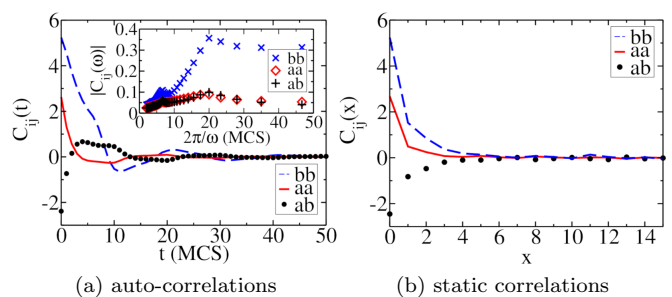 6
4
2
0
-2
C_ij(t)
0 10 20 30 40 50
t (MCS)
0.4
0.3
0.2
0.1
0
|C_ij(ω)|
0 10 20 30 40 50
2π/ω (MCS)
bb
aa
ab
bb
aa
ab
(a) auto-correlations
6
4
2
0
-2
C_ij(x)
0 2 4 6 8 10 12 14
x
bb
aa
ab
(b) static correlations